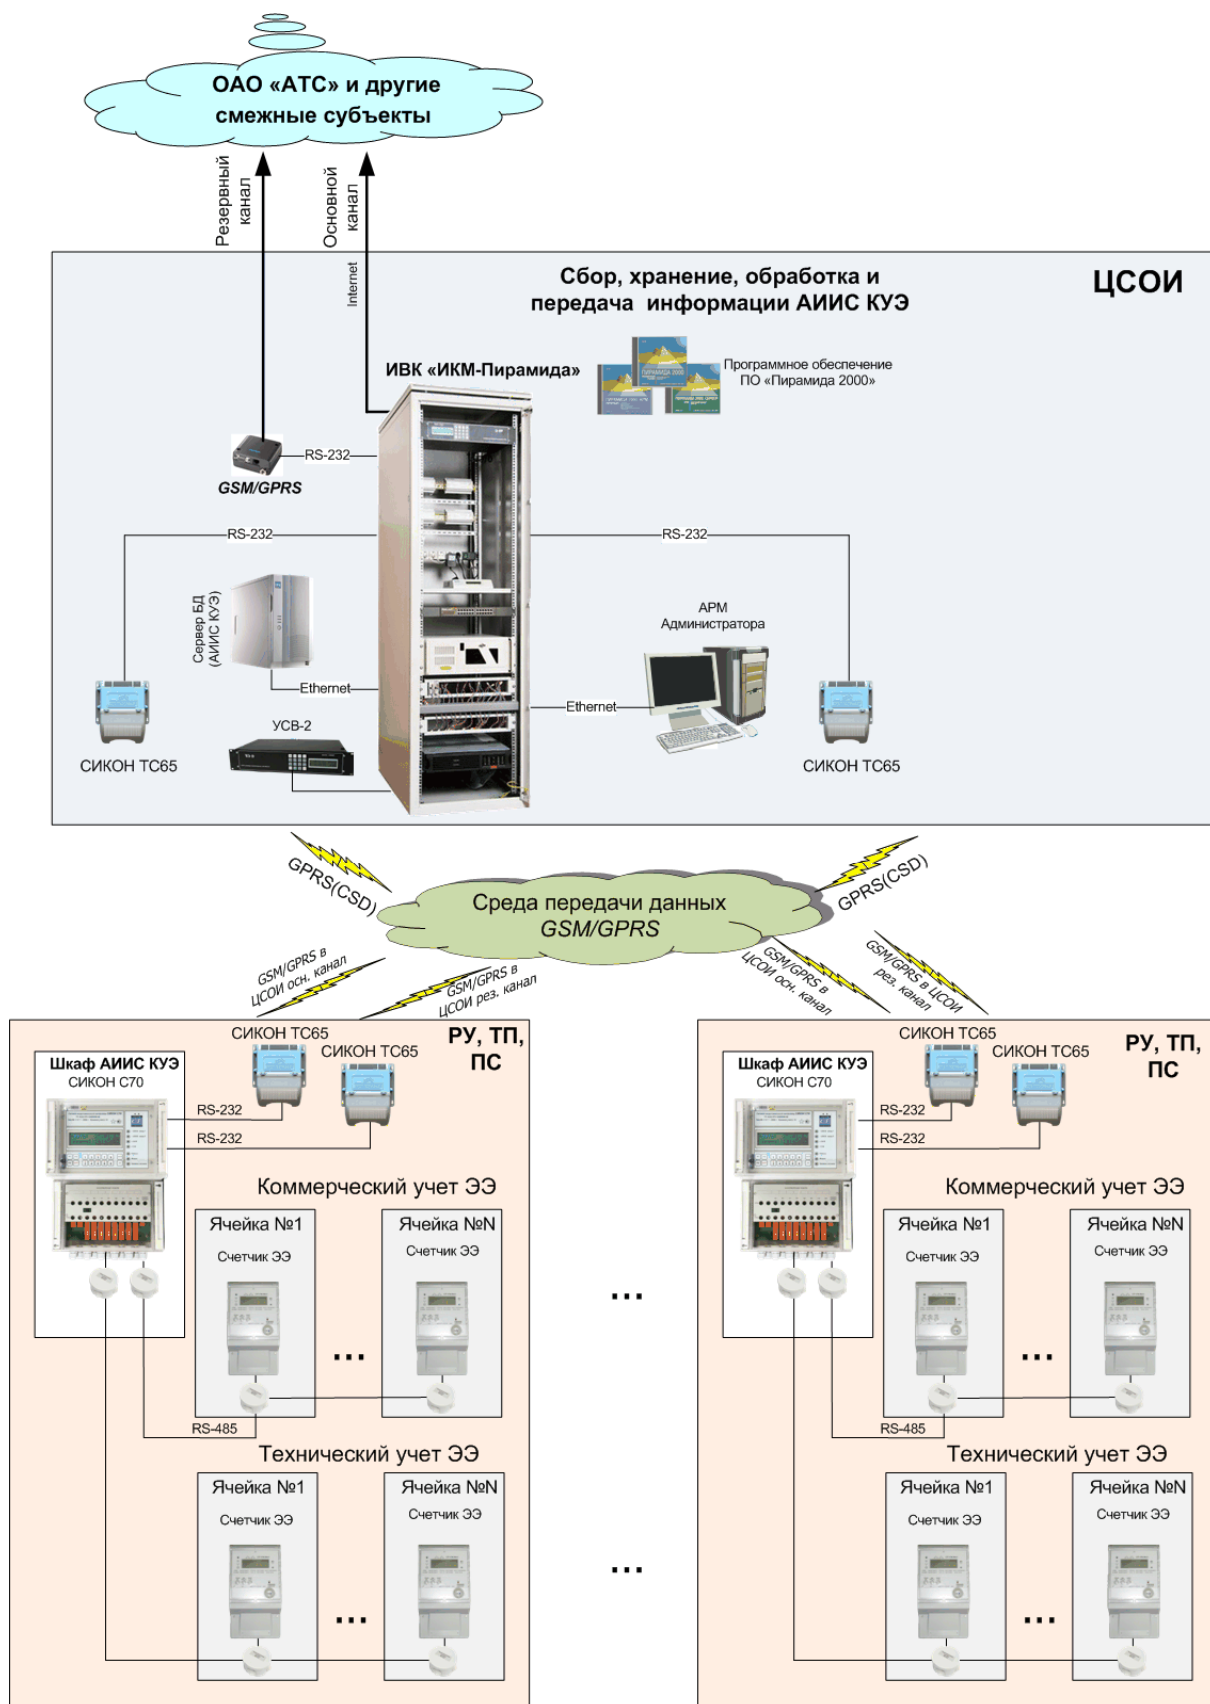 ОАО «АТС» и другие
смежные субъекты
Резервный
канал
Основной
канал
Internet
Сбор, хранение, обработка и
передача информации АИИС КУЭ
ЦСОИ
ИВК «ИКМ-Пирамида»
Программное обеспечение
ПО «Пирамида 2000»
RS-232
GSM/GPRS
RS-232
RS-232
Сервер БД
(АИИС КУЭ)
АРМ
Администратора
Ethernet
Ethernet
УСВ-2
СИКОН ТС65
СИКОН ТС65
GPRS(CSD)
GPRS(CSD)
Среда передачи данных
GSM/GPRS
GSM/GPRS в
ЦСОИ осн. канал
GSM/GPRS в
ЦСОИ рез. канал
GSM/GPRS в
ЦСОИ осн. канал
GSM/GPRS в ЦСОИ
рез. канал
СИКОН ТС65
СИКОН ТС65
РУ, ТП,
ПС
Шкаф АИИС КУЭ
СИКОН С70
RS-232
RS-232
Коммерческий учет ЭЭ
Ячейка №1
Счетчик ЭЭ
Ячейка №N
Счетчик ЭЭ
...
RS-485
Технический учет ЭЭ
Ячейка №1
Счетчик ЭЭ
Ячейка №N
Счетчик ЭЭ
...
...
...
СИКОН ТС65
СИКОН ТС65
РУ, ТП,
ПС
Шкаф АИИС КУЭ
СИКОН С70
RS-232
RS-232
Коммерческий учет ЭЭ
Ячейка №1
Счетчик ЭЭ
Ячейка №N
Счетчик ЭЭ
...
RS-485
Технический учет ЭЭ
Ячейка №1
Счетчик ЭЭ
Ячейка №N
Счетчик ЭЭ
...